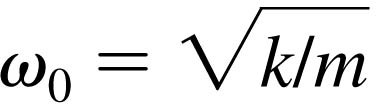 ω₀ = √k/m